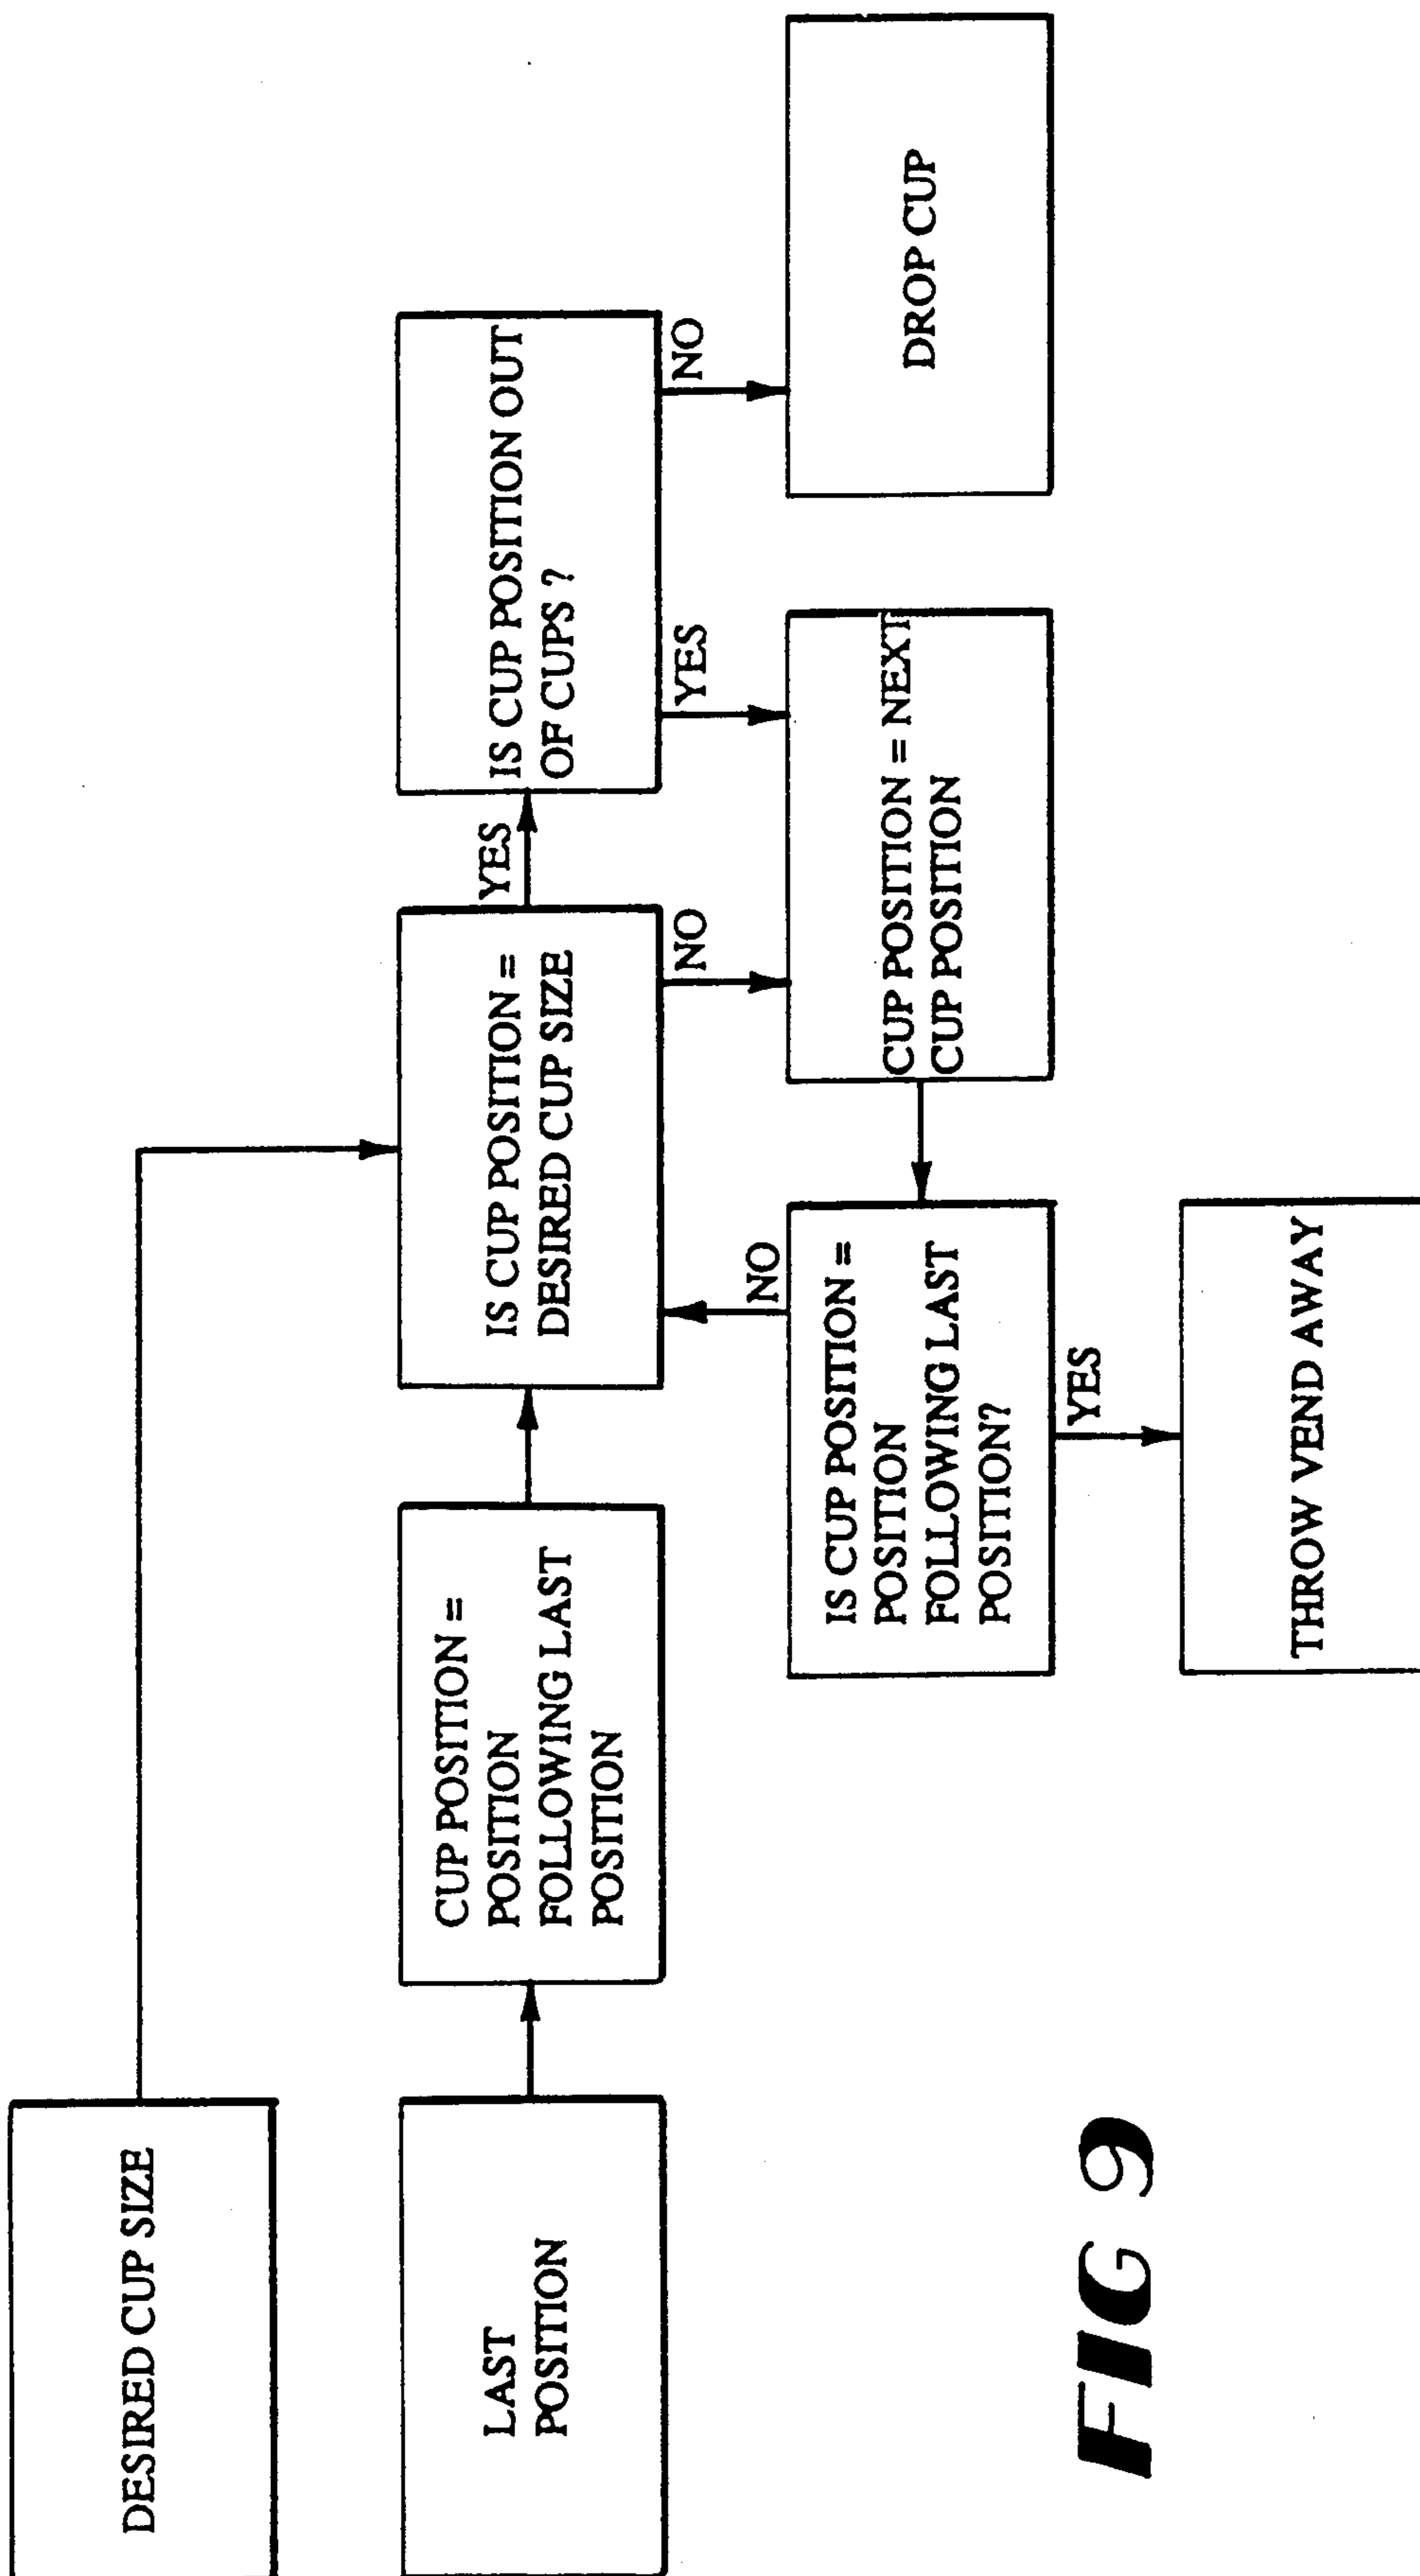 DESIRED CUP SIZE
LAST
POSITION
CUP POSITION =
POSITION
FOLLOWING LAST
POSITION
IS CUP POSITION =
DESIRED CUP SIZE
YES
IS CUP POSITION OUT
OF CUPS ?
NO
YES
NO
NO
IS CUP POSITION =
POSITION
FOLLOWING LAST
POSITION?
CUP POSITION = NEXT
CUP POSITION
DROP CUP
YES
THROW VEND AWAY
FIG 9